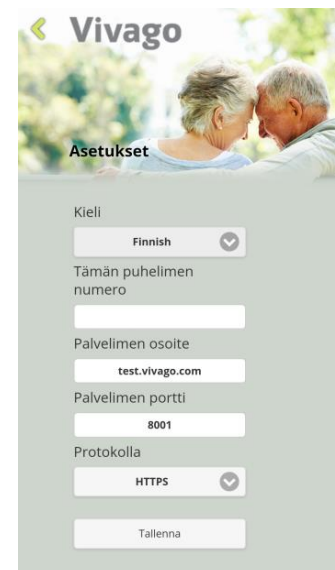 Vivago
Asetukset
Kieli
Finnish
Tämän puhelimen
numero
Palvelimen osoite
test.vivago.com
Palvelimen portti
8001
Protokolla
HTTPS
Tallenna